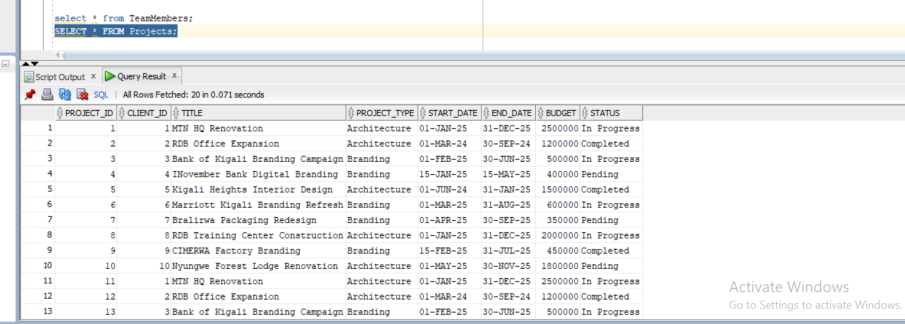 select * from TeamMembers;
SELECT * FROM Projects;
Script Output x Query Result x
SQL | All Rows Fetched: 20 in 0.071 seconds
PROJECT_ID CLIENT_ID TITLE PROJECT_TYPE START_DATE END_DATE BUDGET STATUS
1 1 1 MTN HQ Renovation Architecture 01-JAN-25 31-DEC-25 2500000 In Progress
2 2 2 RDB Office Expansion Architecture 01-MAR-24 30-SEP-24 1200000 Completed
3 3 3 Bank of Kigali Branding Campaign Branding 01-FEB-25 30-JUN-25 500000 In Progress
4 4 4 INovember Bank Digital Branding Branding 15-JAN-25 15-MAY-25 400000 Pending
5 5 5 Kigali Heights Interior Design Architecture 01-JUN-24 31-JAN-25 1500000 Completed
6 6 6 Marriott Kigali Branding Refresh Branding 01-MAR-25 31-AUG-25 600000 In Progress
7 7 7 Bralirwa Packaging Redesign Branding 01-APR-25 30-SEP-25 350000 Pending
8 8 8 RDB Training Center Construction Architecture 01-JAN-25 31-DEC-25 2000000 In Progress
9 9 9 CIMERWA Factory Branding Branding 15-FEB-25 31-JUL-25 450000 Completed
10 10 10 Nyungwe Forest Lodge Renovation Architecture 01-MAY-25 30-NOV-25 1800000 Pending
11 11 1 MTN HQ Renovation Architecture 01-JAN-25 31-DEC-25 2500000 In Progress
12 12 2 RDB Office Expansion Architecture 01-MAR-24 30-SEP-24 1200000 Completed
13 13 3 Bank of Kigali Branding Campaign Branding 01-FEB-25 30-JUN-25 500000 In Progress
Activate Windows
Go to Settings to activate Windows.